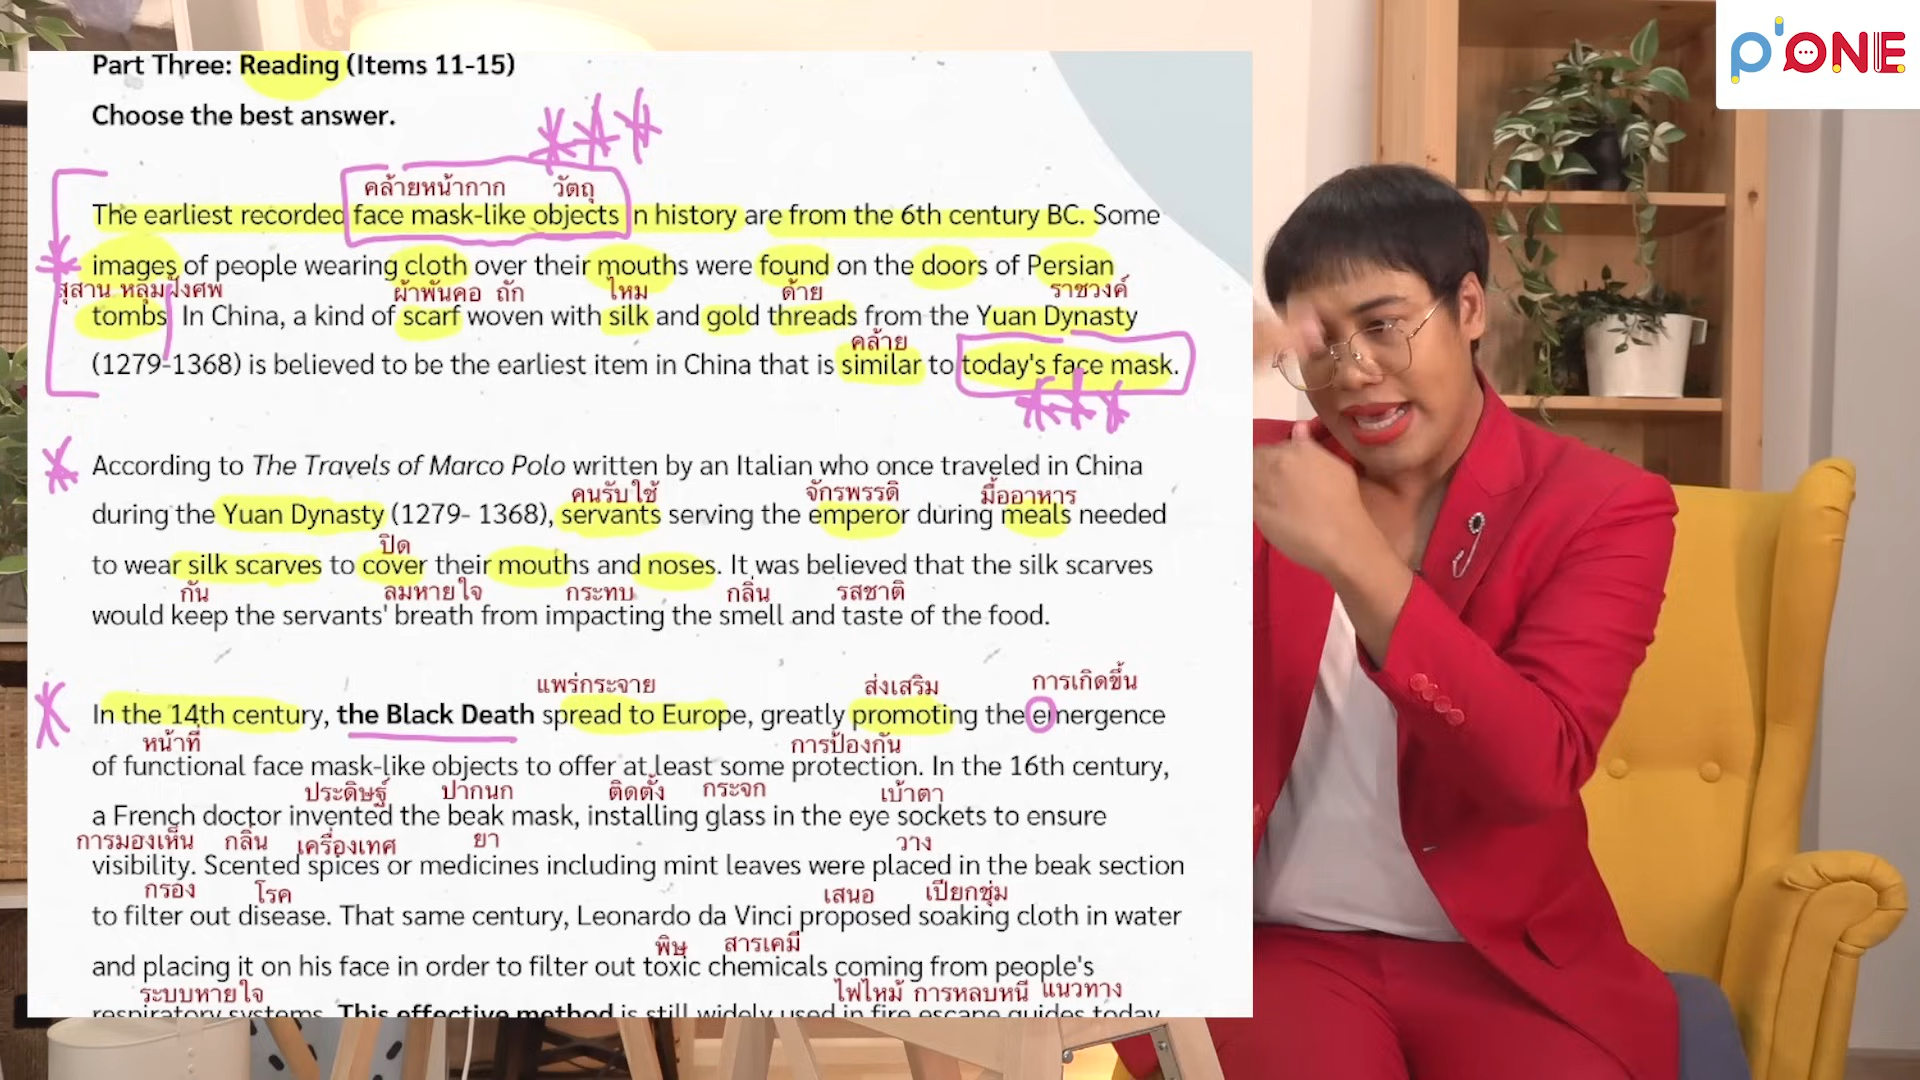 p'ONE
Part Three: Reading (Items 11-15)
Choose the best answer.
คล้ายหน้ากาก วัตถุ
The earliest recorded face mask-like objects in history are from the 6th century BC. Some
images of people wearing cloth over their mouths were found on the doors of Persian
สุสาน หลุมฝังศพ ผ้าพันคอ ถัก ไหม ด้าย ราชวงค์
tombs. In China, a kind of scarf woven with silk and gold threads from the Yuan Dynasty
คล้าย
(1279-1368) is believed to be the earliest item in China that is similar to today's face mask.
According to The Travels of Marco Polo written by an Italian who once traveled in China
คนรับใช้ จักรพรรดิ มื้ออาหาร
during the Yuan Dynasty (1279- 1368), servants serving the emperor during meals needed
ปิด
to wear silk scarves to cover their mouths and noses. It was believed that the silk scarves
กัน ลมหายใจ กระทบ กลิ่น รสชาติ
would keep the servants' breath from impacting the smell and taste of the food.
แพร่กระจาย ส่งเสริม การเกิดขึ้น
In the 14th century, the Black Death spread to Europe, greatly promoting the emergence
หน้าที่ การป้องกัน
of functional face mask-like objects to offer at least some protection. In the 16th century,
ประดิษฐ์ ปากนก ติดตั้ง กระจก เบ้าตา
a French doctor invented the beak mask, installing glass in the eye sockets to ensure
การมองเห็น กลิ่น เครื่องเทศ ยา วาง
visibility. Scented spices or medicines including mint leaves were placed in the beak section
กรอง โรค เสนอ เปียกชุ่ม
to filter out disease. That same century, Leonardo da Vinci proposed soaking cloth in water
พิษ สารเคมี
and placing it on his face in order to filter out toxic chemicals coming from people's
ระบบหายใจ ไฟไหม้ การหลบหนี แนวทาง
respiratory systems. This effective method is still widely used in fire escape guides today.